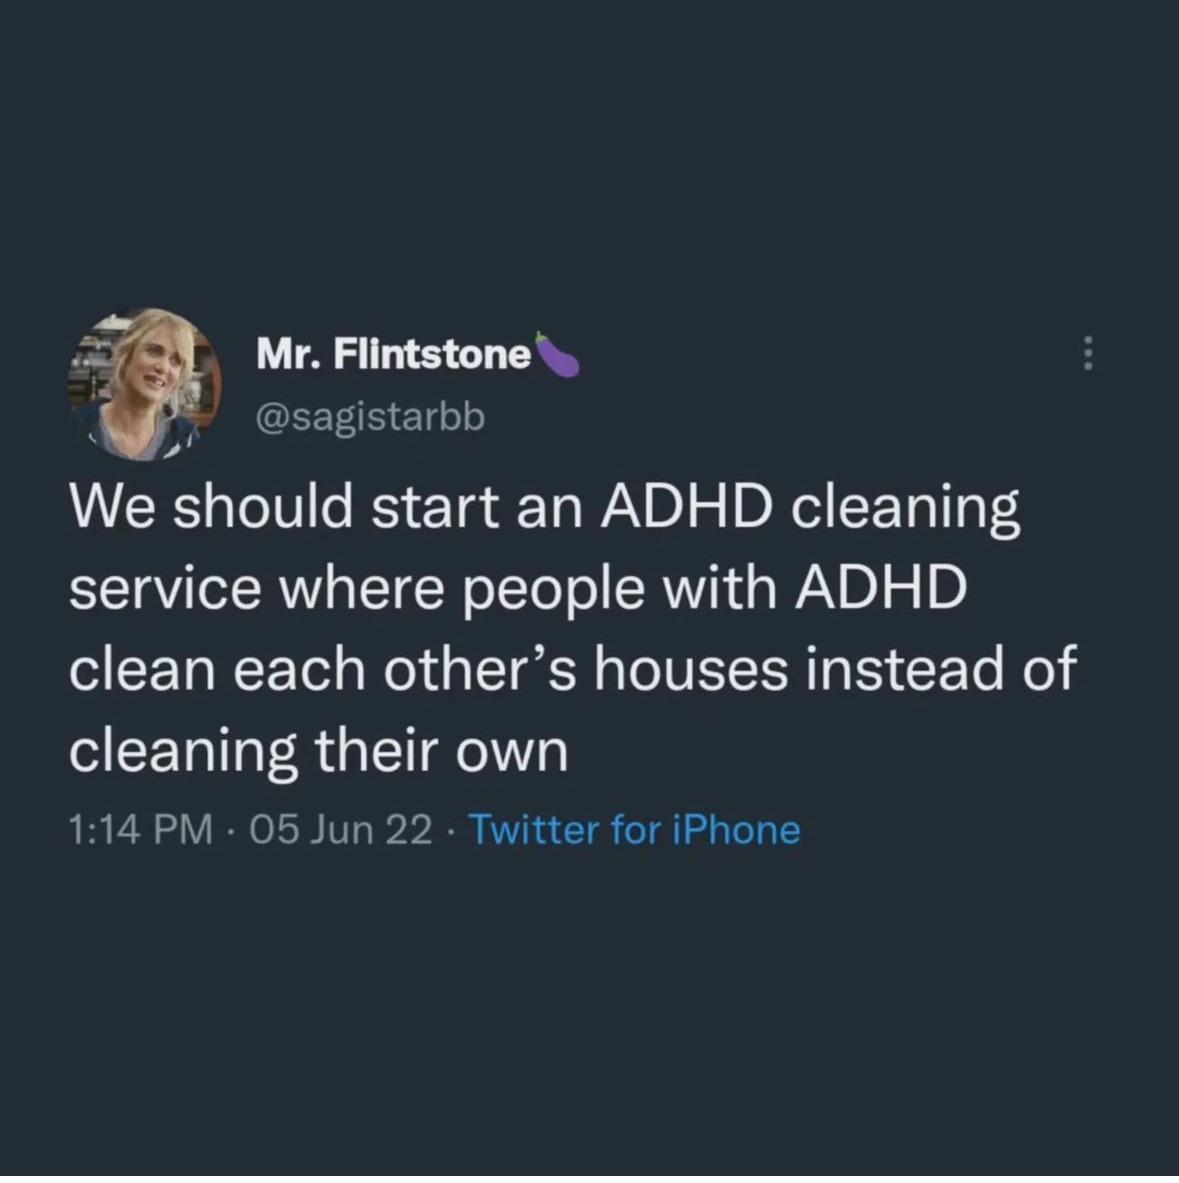 Mr. Flintstone🍆
@sagistarbb
We should start an ADHD cleaning
service where people with ADHD
clean each other’s houses instead of
cleaning their own
1:14 PM · 05 Jun 22 · Twitter for iPhone